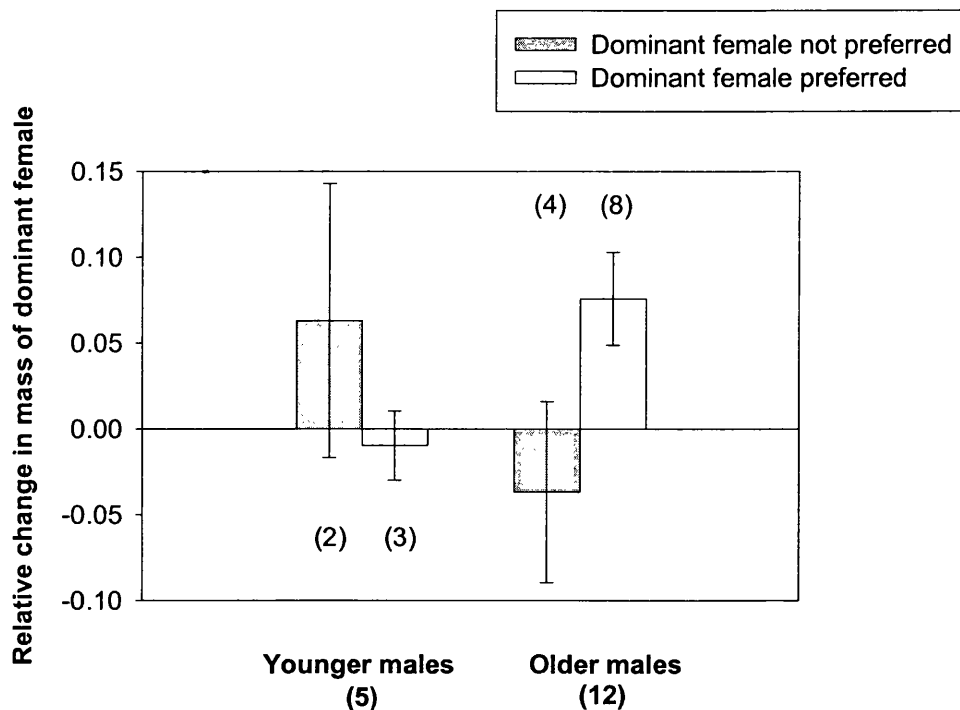 Dominant female not preferred
Dominant female preferred
Relative change in mass of dominant female
0.15
0.10
0.05
0.00
-0.05
-0.10
(4) (8)
(2) (3)
Younger males Older males
(5) (12)